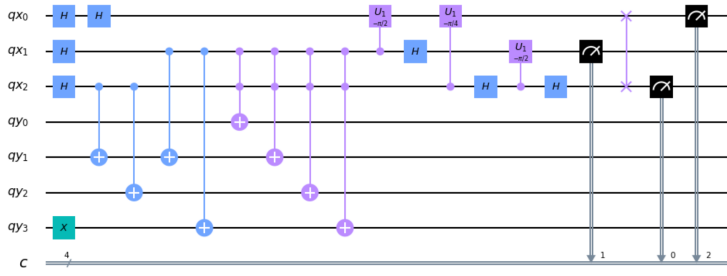 qx₀ H H U₁ -π/2 U₁ -π/4
qx₁ H H U₁ -π/2
qx₂ H H H
qy₀
qy₁
qy₂
qy₃ X
c 4 1 0 2